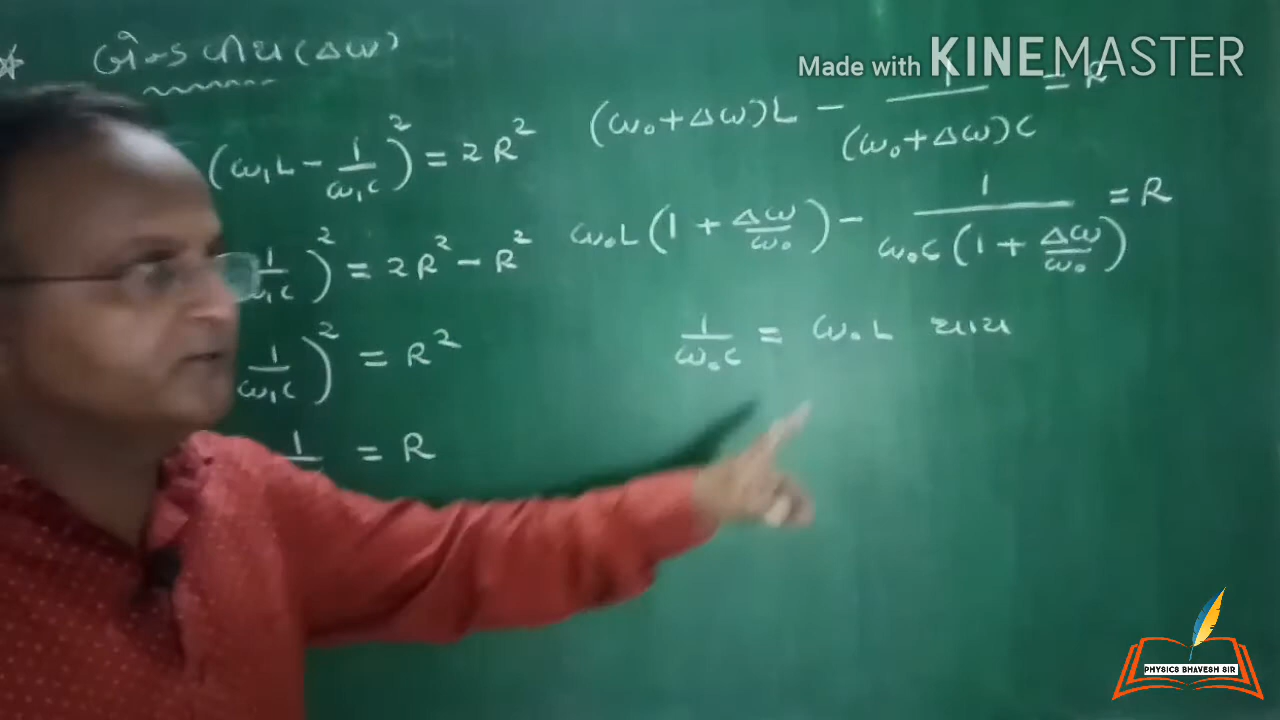 * બેન્ડ વીથ (Δω)
(ω₁L − 1/ω₁C)² = 2R²
1/ω₁C)² = 2R² − R²
1/ω₁C)² = R²
1 = R
Made with KINEMASTER
(ω₀ + Δω)L − 1/(ω₀ + Δω)C = R
ω₀L(1 + Δω/ω₀) − 1/ω₀C(1 + Δω/ω₀) = R
1/ω₀C = ω₀L થાય
PHYSICS BHAVESH SIR